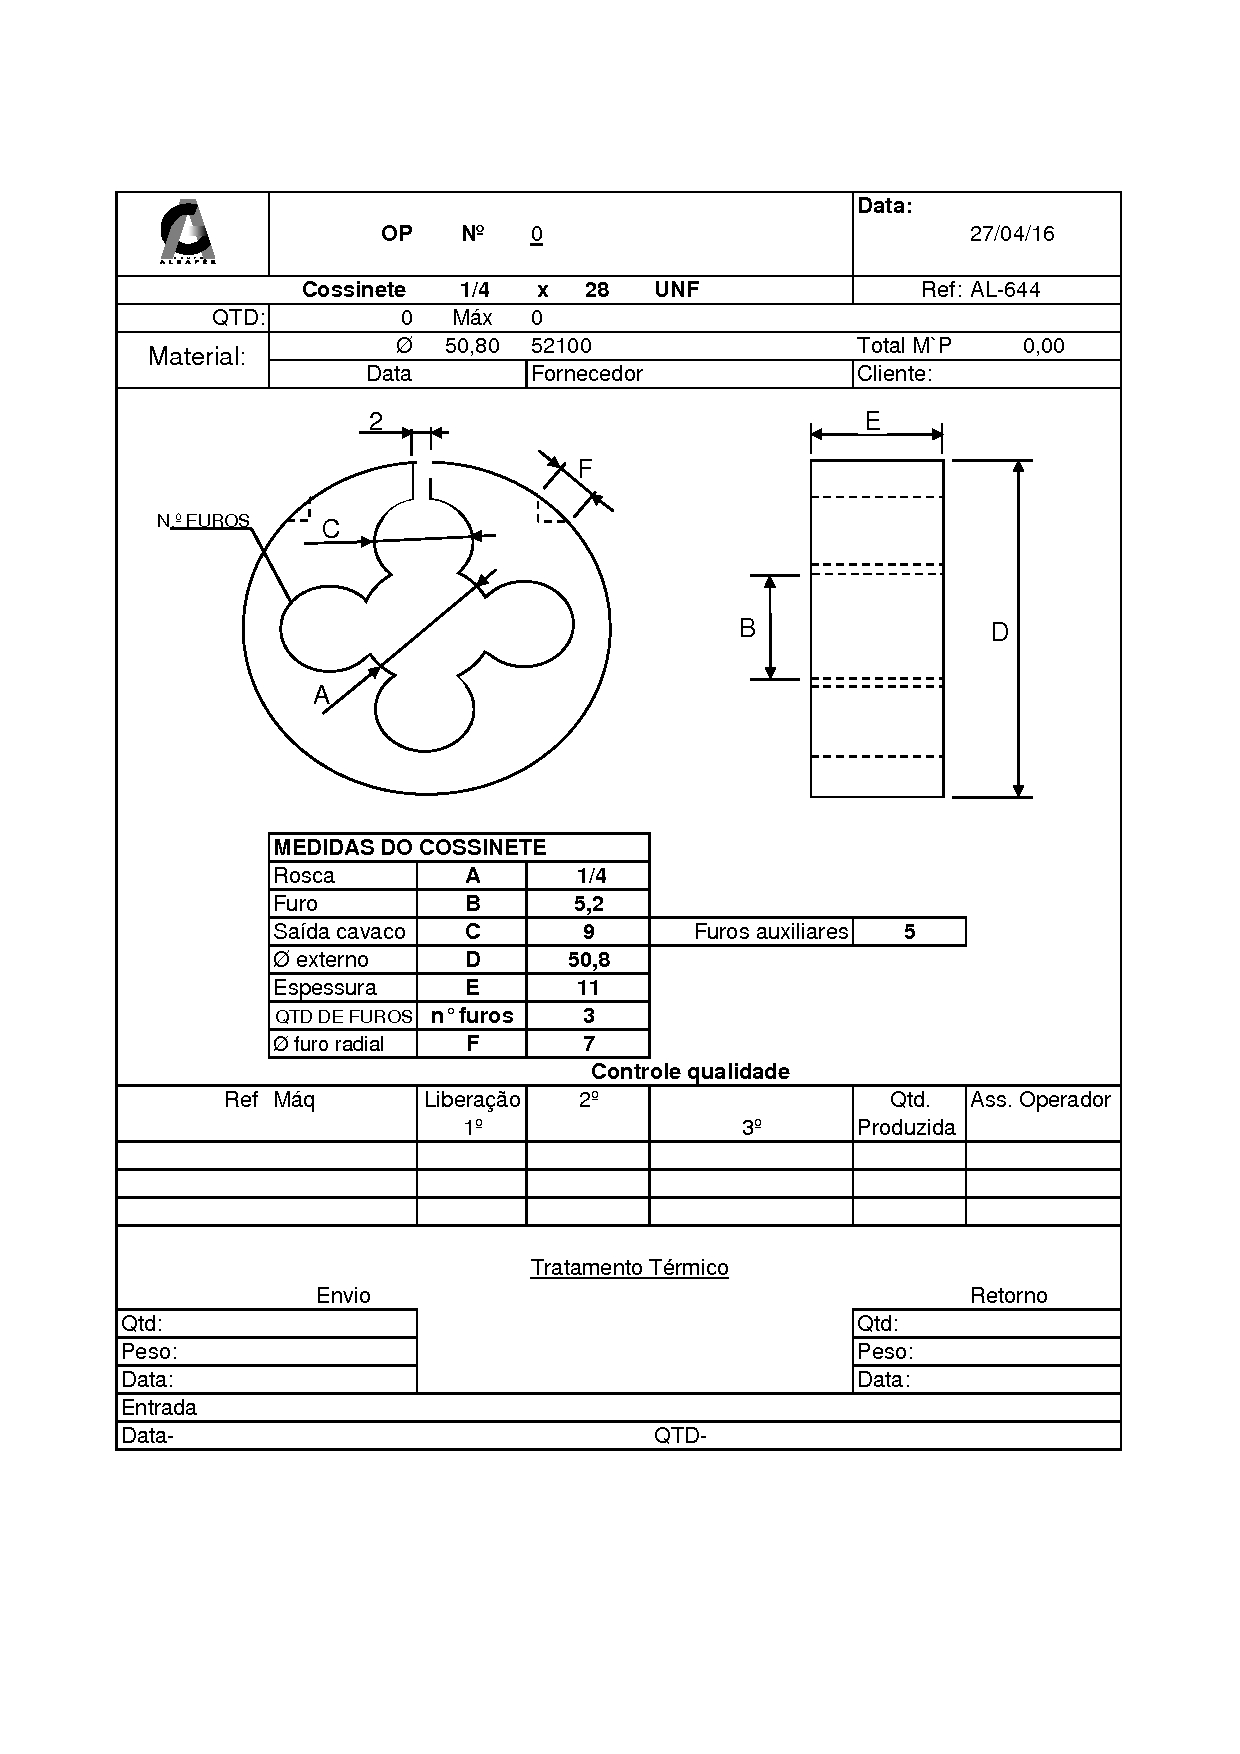 Data:
OP Nº 0 27/04/16
Cossinete 1/4 x 28 UNF Ref: AL-644
QTD: 0 Máx 0
Material: Ø 50,80 52100 Total M`P 0,00
Data Fornecedor Cliente:
2
E
F
N.º FUROS
C
B
D
A
MEDIDAS DO COSSINETE
Rosca A 1/4
Furo B 5,2
Saída cavaco C 9 Furos auxiliares 5
Ø externo D 50,8
Espessura E 11
QTD DE FUROS n° furos 3
Ø furo radial F 7
Controle qualidade
Ref Máq Liberação 2º Qtd. Ass. Operador
1º 3º Produzida
Tratamento Térmico
Envio Retorno
Qtd: Qtd:
Peso: Peso:
Data: Data:
Entrada
Data- QTD-